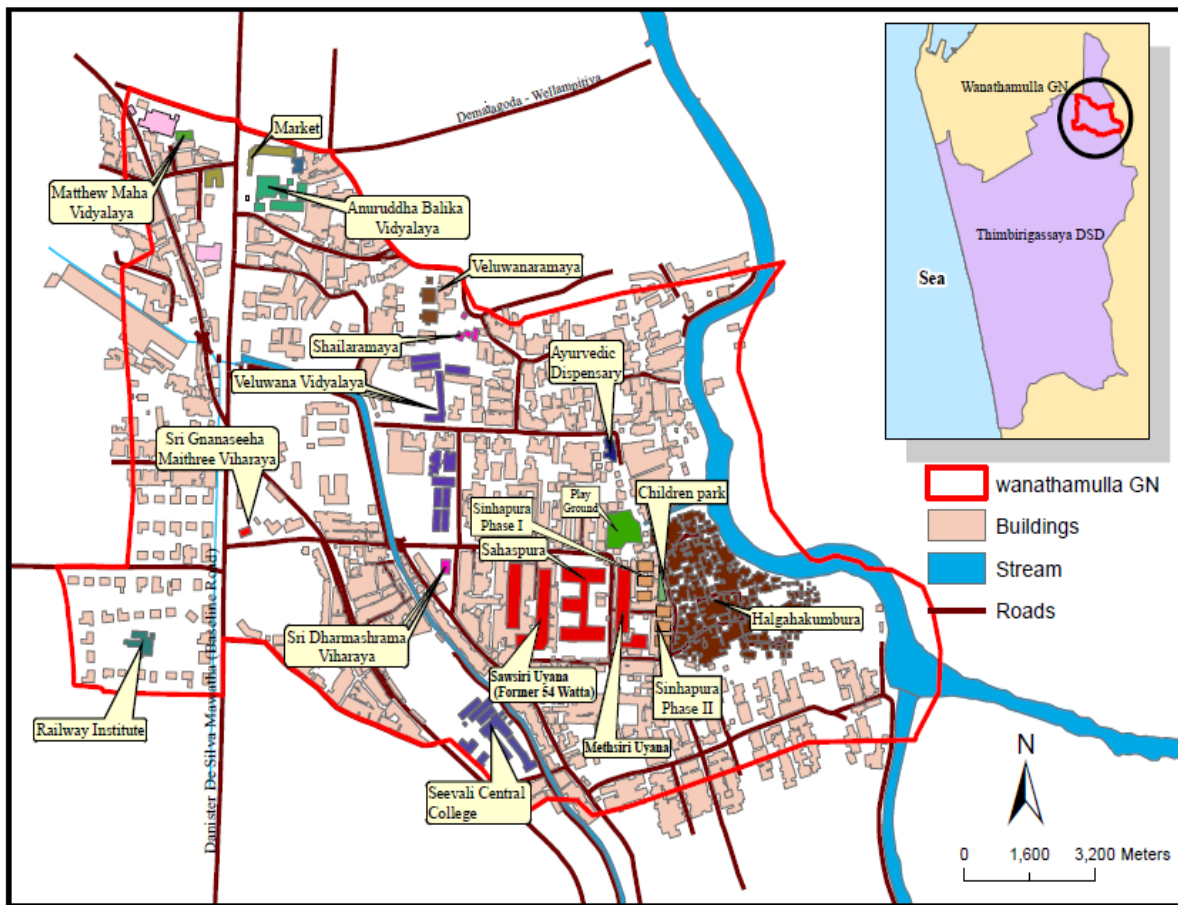 Demalagoda - Wellampitiya
Market
Matthew Maha
Vidyalaya
Anuruddha Balika
Vidyalaya
Veluwanaramaya
Shailaramaya
Ayurvedic
Dispensary
Veluwana Vidyalaya
Sri Gnanaseeha
Maithree Viharaya
Sinhapura
Phase I
Play
Ground
Children park
Sahaspura
Sri Dharmashrama
Viharaya
Sawsiri Uyana
(Former 54 Watta)
Halgahakumbura
Sinhapura
Phase II
Methsiri Uyana
Railway Institute
Seevali Central
College
Danister De Silva Mawatha (Baseline Road)
Wanathamulla GN
Thimbirigassaya DSD
Sea
wanathamulla GN
Buildings
Stream
Roads
N
0 1,600 3,200 Meters